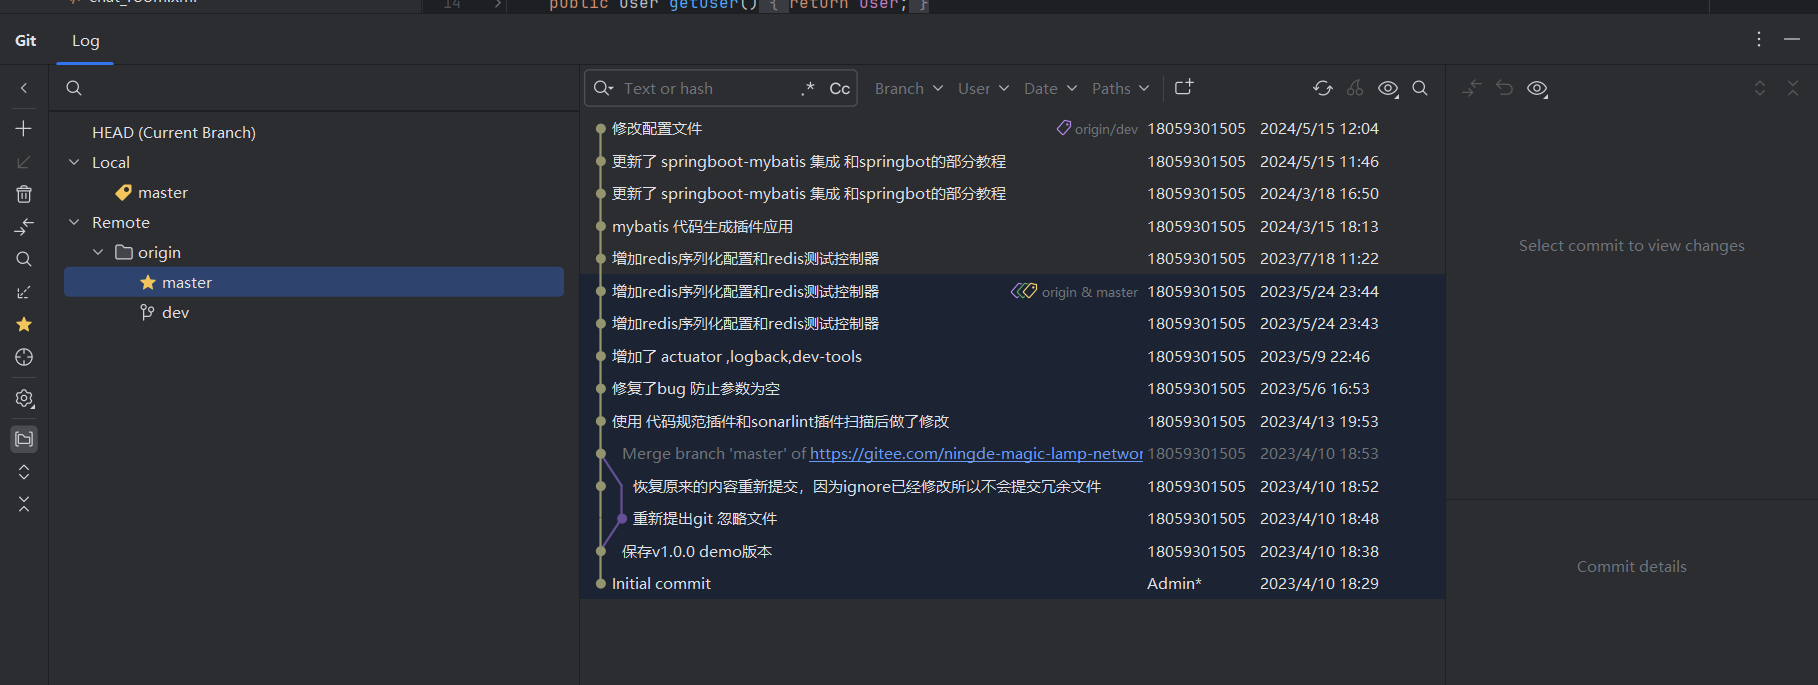 14 public User getUser() { return user; }
Git Log
Text or hash .* Cc Branch User Date Paths
HEAD (Current Branch)
Local
master
Remote
origin
master
dev
修改配置文件 origin/dev 18059301505 2024/5/15 12:04
更新了 springboot-mybatis 集成 和springbot的部分教程 18059301505 2024/5/15 11:46
更新了 springboot-mybatis 集成 和springbot的部分教程 18059301505 2024/3/18 16:50
mybatis 代码生成插件应用 18059301505 2024/3/15 18:13
增加redis序列化配置和redis测试控制器 18059301505 2023/7/18 11:22
增加redis序列化配置和redis测试控制器 origin & master 18059301505 2023/5/24 23:44
增加redis序列化配置和redis测试控制器 18059301505 2023/5/24 23:43
增加了 actuator ,logback,dev-tools 18059301505 2023/5/9 22:46
修复了bug 防止参数为空 18059301505 2023/5/6 16:53
使用 代码规范插件和sonarlint插件扫描后做了修改 18059301505 2023/4/13 19:53
Merge branch 'master' of https://gitee.com/ningde-magic-lamp-networ 18059301505 2023/4/10 18:53
恢复原来的内容重新提交，因为ignore已经修改所以不会提交冗余文件 18059301505 2023/4/10 18:52
重新提出git 忽略文件 18059301505 2023/4/10 18:48
保存v1.0.0 demo版本 18059301505 2023/4/10 18:38
Initial commit Admin* 2023/4/10 18:29
Select commit to view changes
Commit details